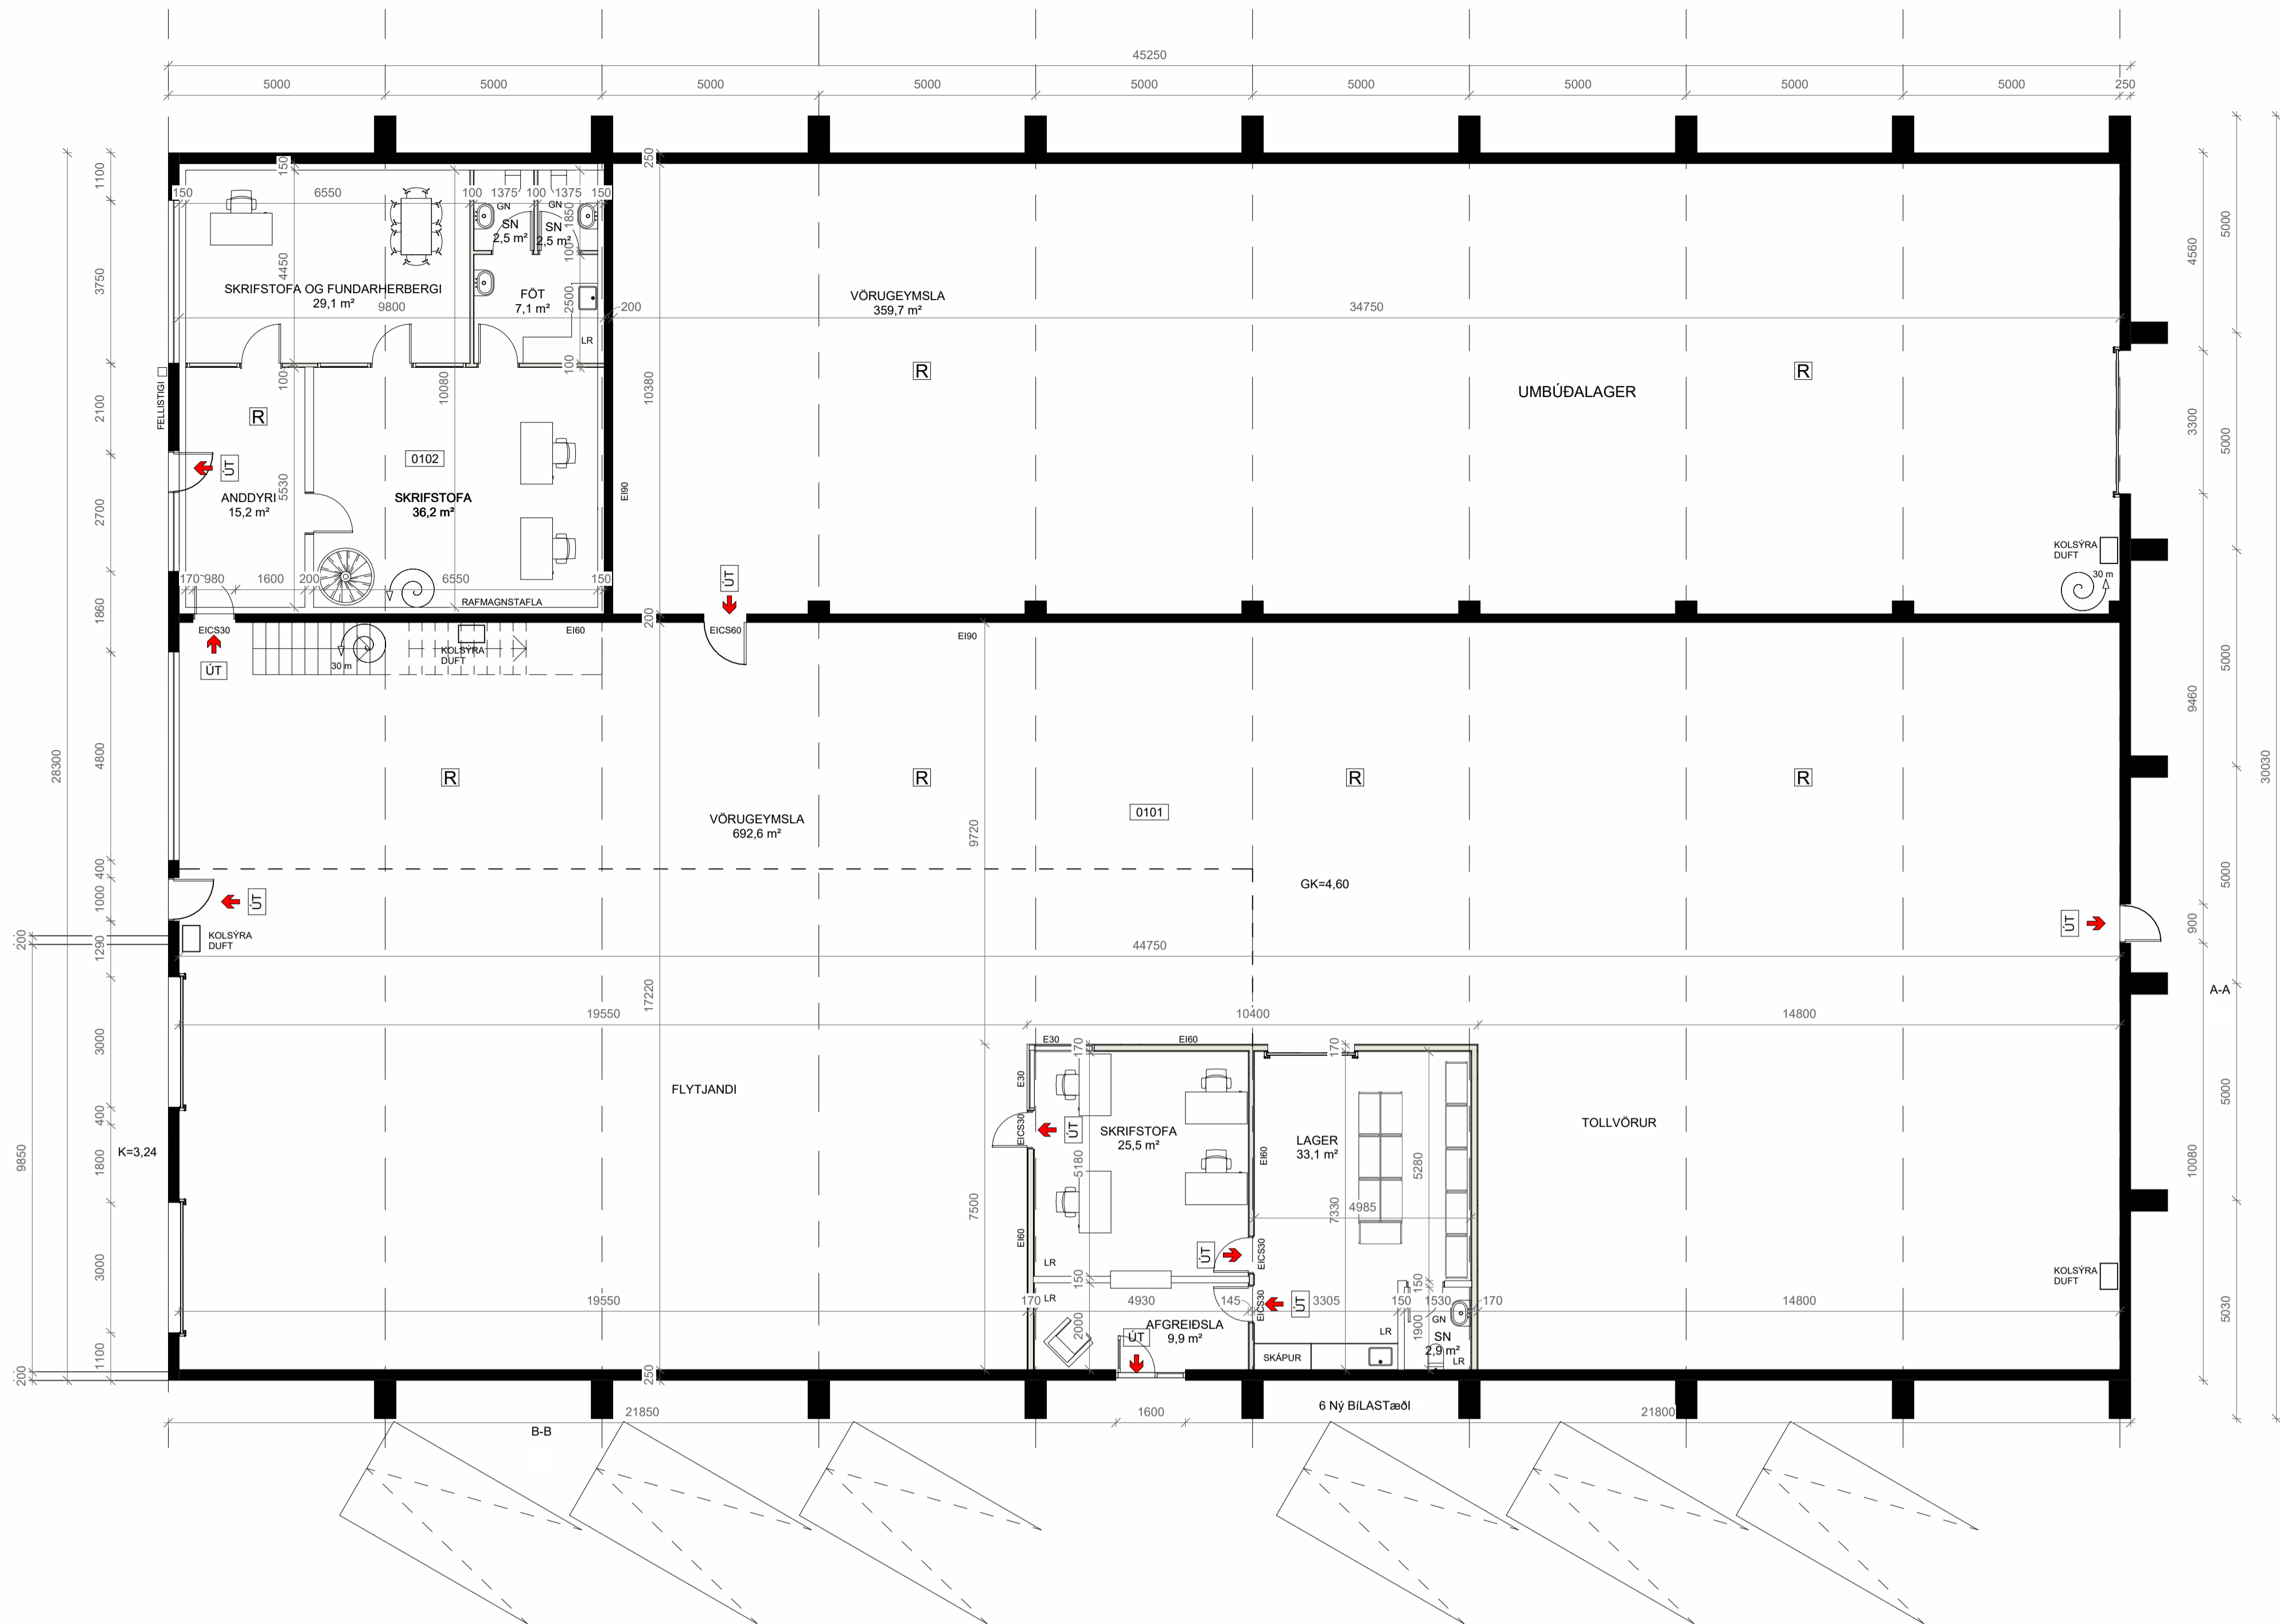 45250
5000 5000 5000 5000 5000 5000 5000 5000 5000 250
150 250
1100
150 6550 100 1375 100 1375 150
GN GN
1850
SN
2,5 m²
SN
2,5 m²
100
5000
4560
4450
3750
SKRIFSTOFA OG FUNDARHERBERGI
29,1 m²
9800
FÖT
7,1 m²
2500
200
VÖRUGEYMSLA
359,7 m²
34750
LR
100
100
FELLISTIGI
2100
10080
10380
R
R
R
UMBÚÐALAGER
3300
5000
0102
ÚT
ANDDYRI
15,2 m²
5530
SKRIFSTOFA
36,2 m²
EI90
2700
KOLSÝRA
DUFT
30 m
170 980 1600 200 6550 150
RAFMAGNSTAFLA
ÚT
1860
200
EICS30
EI60
EICS60
EI90
ÚT
30 m
KOLSÝRA
DUFT
5000
9460
28300
4800
30030
R
R
R
R
0101
VÖRUGEYMSLA
692,6 m²
9720
GK=4,60
400
1000
ÚT
5000
ÚT
900
200
1290
KOLSÝRA
DUFT
44750
17220
A-A
19550 10400 14800
3000
E30
170
EI60
170
E30
FLYTJANDI
5000
400
EICS30
ÚT
SKRIFSTOFA
25,5 m²
TOLLVÖRUR
LAGER
33,1 m²
EI60
K=3,24
9850
1800
5180
5280
10080
7500
7330
4985
EI60
ÚT
EICS30
3000
LR
150
150
KOLSÝRA
DUFT
19550
170
LR
4930
145
EICS30
ÚT
3305
150
1530
170
14800
5030
2000
AFGREIÐSLA
9,9 m²
ÚT
GN
SN
2,9 m²
1900
LR
LR
SKÁPUR
1100
200
250
6 Ný BíLASTæðI
21850 1600 21800
B-B